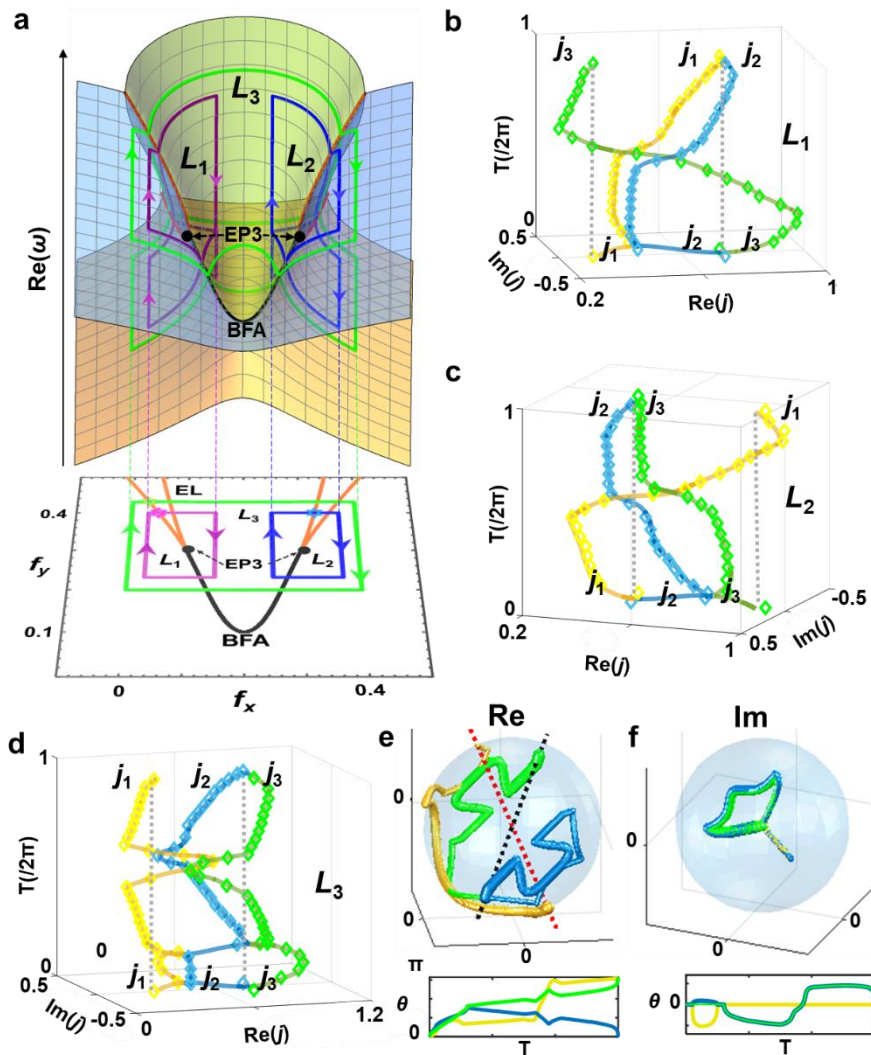 a
Re(ω)
L3
L1
L2
EP3
BFA
EL
0.4
L3
L1
EP3
L2
fy
0.1
BFA
0
fx
0.4
b
1
j3
j1
j2
T(/2π)
L1
0
0.5
j1
j2
j3
Im(j)
-0.5
0.2
Re(j)
1
c
1
j2
j3
j1
T(/2π)
L2
0
j1
j2
j3
-0.5
0.2
Im(j)
Re(j)
1
0.5
d
1
j1
j2
j3
T(/2π)
L3
0
0
j1
j2
j3
0.5
Im(j)
-0.5
0
Re(j)
1.2
e
Re
0
0
0
π
θ
0
T
f
Im
0
0
0
θ
0
T